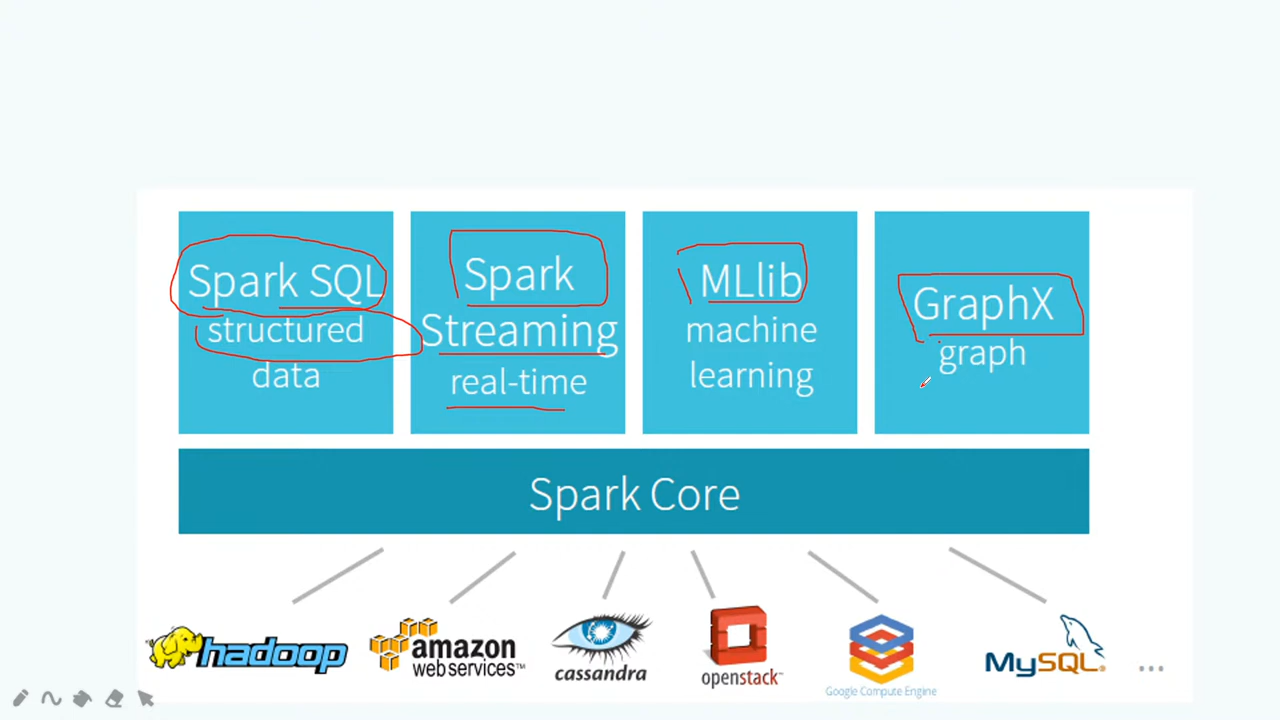 Spark SQL
structured
data
Spark
Streaming
real-time
MLlib
machine
learning
GraphX
graph
Spark Core
hadoop
amazon
web services™
cassandra
openstack™
Google Compute Engine
MySQL®
...